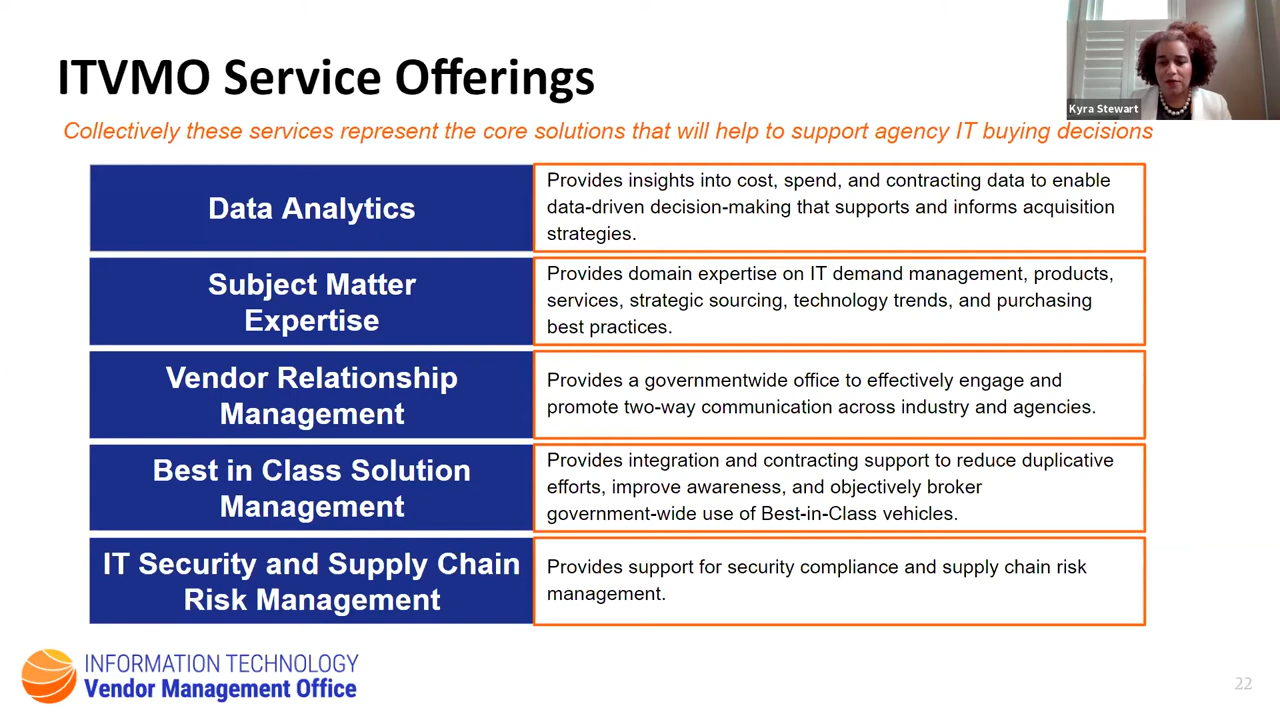 ITVMO Service Offerings
Kyra Stewart
Collectively these services represent the core solutions that will help to support agency IT buying decisions
Data Analytics
Provides insights into cost, spend, and contracting data to enable
data-driven decision-making that supports and informs acquisition
strategies.
Subject Matter
Expertise
Provides domain expertise on IT demand management, products,
services, strategic sourcing, technology trends, and purchasing
best practices.
Vendor Relationship
Management
Provides a governmentwide office to effectively engage and
promote two-way communication across industry and agencies.
Best in Class Solution
Management
Provides integration and contracting support to reduce duplicative
efforts, improve awareness, and objectively broker
government-wide use of Best-in-Class vehicles.
IT Security and Supply Chain
Risk Management
Provides support for security compliance and supply chain risk
management.
INFORMATION TECHNOLOGY
Vendor Management Office
22